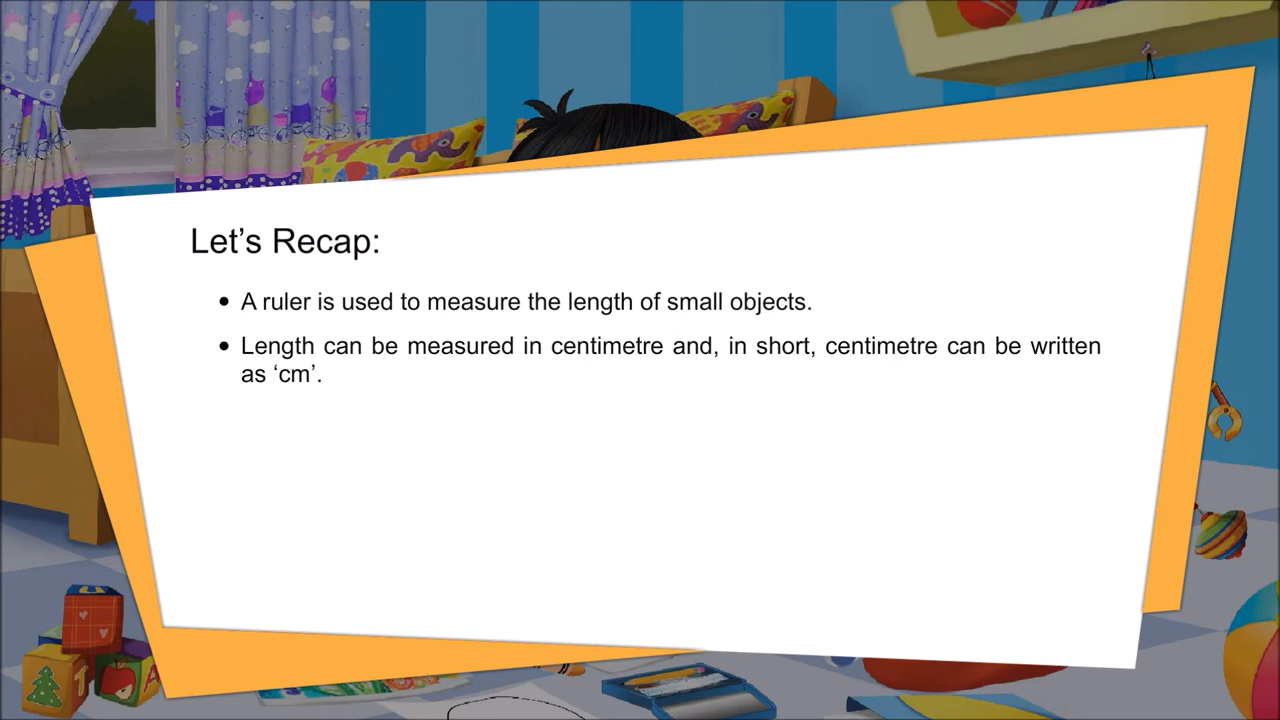 Let’s Recap:
• A ruler is used to measure the length of small objects.
• Length can be measured in centimetre and, in short, centimetre can be written
as ‘cm’.
A